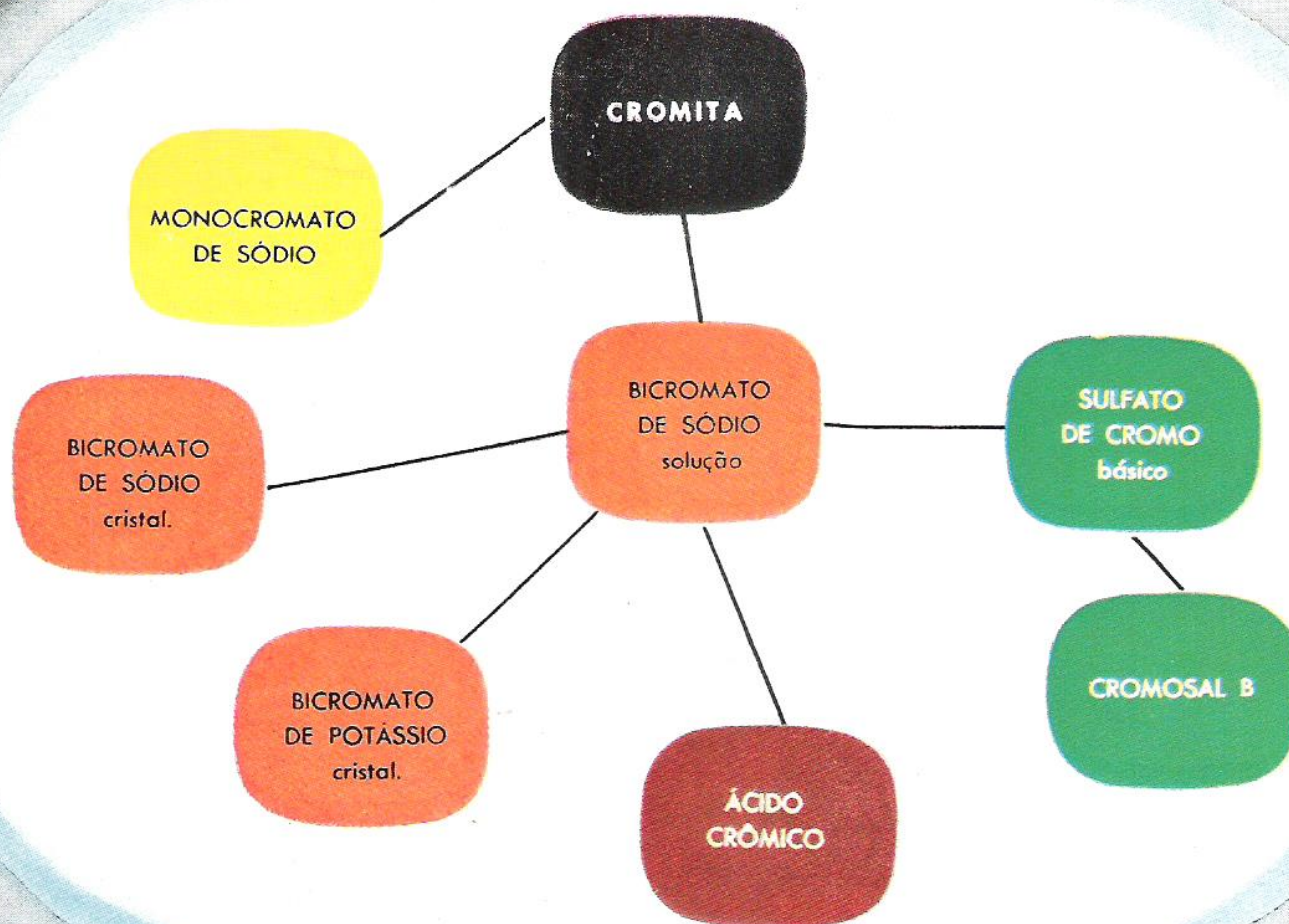 CROMITA
MONOCROMATO
DE SÓDIO
BICROMATO
DE SÓDIO
solução
SULFATO
DE CROMO
básico
BICROMATO
DE SÓDIO
cristal.
CROMOSAL B
BICROMATO
DE POTÁSSIO
cristal.
ÁCIDO
CRÔMICO